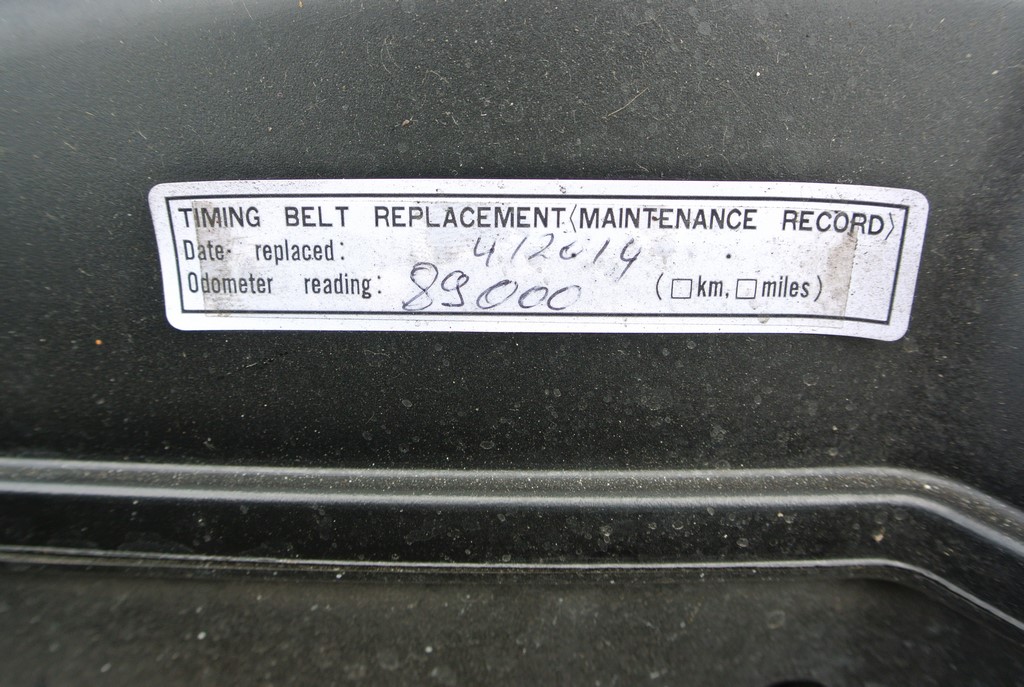 TIMING BELT REPLACEMENT〈MAINTENANCE RECORD〉
Date replaced: 4/2014
Odometer reading: 89000 (□km, □miles)